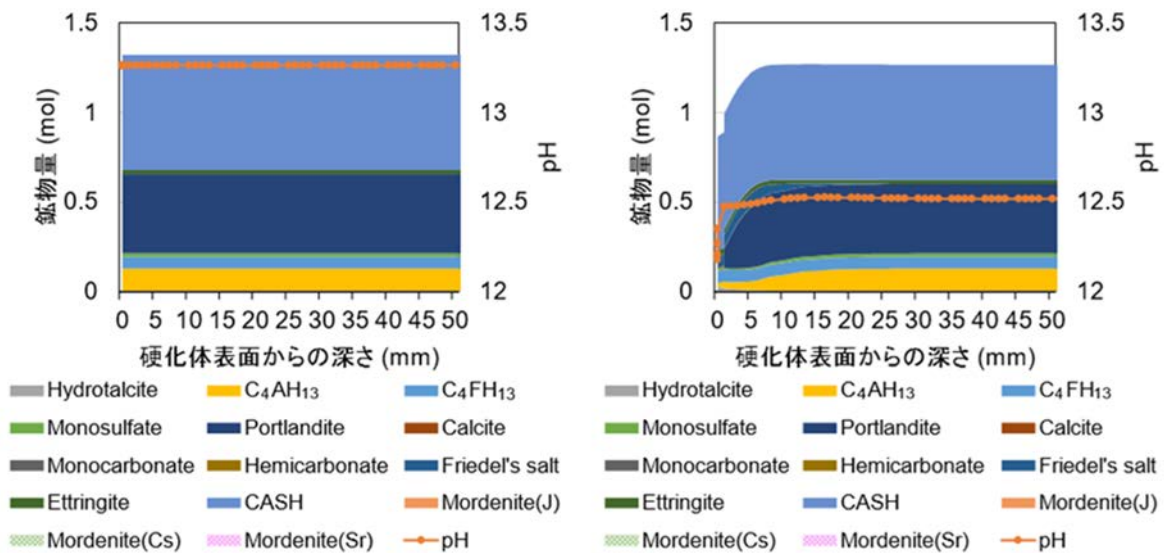 1.5
1
0.5
0
鉱物量 (mol)
13.5
13
12.5
12
pH
0 5 10 15 20 25 30 35 40 45 50
硬化体表面からの深さ (mm)
Hydrotalcite C₄AH₁₃ C₄FH₁₃
Monosulfate Portlandite Calcite
Monocarbonate Hemicarbonate Friedel's salt
Ettringite CASH Mordenite(J)
Mordenite(Cs) Mordenite(Sr) pH
1.5
1
0.5
0
鉱物量 (mol)
13.5
13
12.5
12
pH
0 5 10 15 20 25 30 35 40 45 50
硬化体表面からの深さ (mm)
Hydrotalcite C₄AH₁₃ C₄FH₁₃
Monosulfate Portlandite Calcite
Monocarbonate Hemicarbonate Friedel's salt
Ettringite CASH Mordenite(J)
Mordenite(Cs) Mordenite(Sr) pH